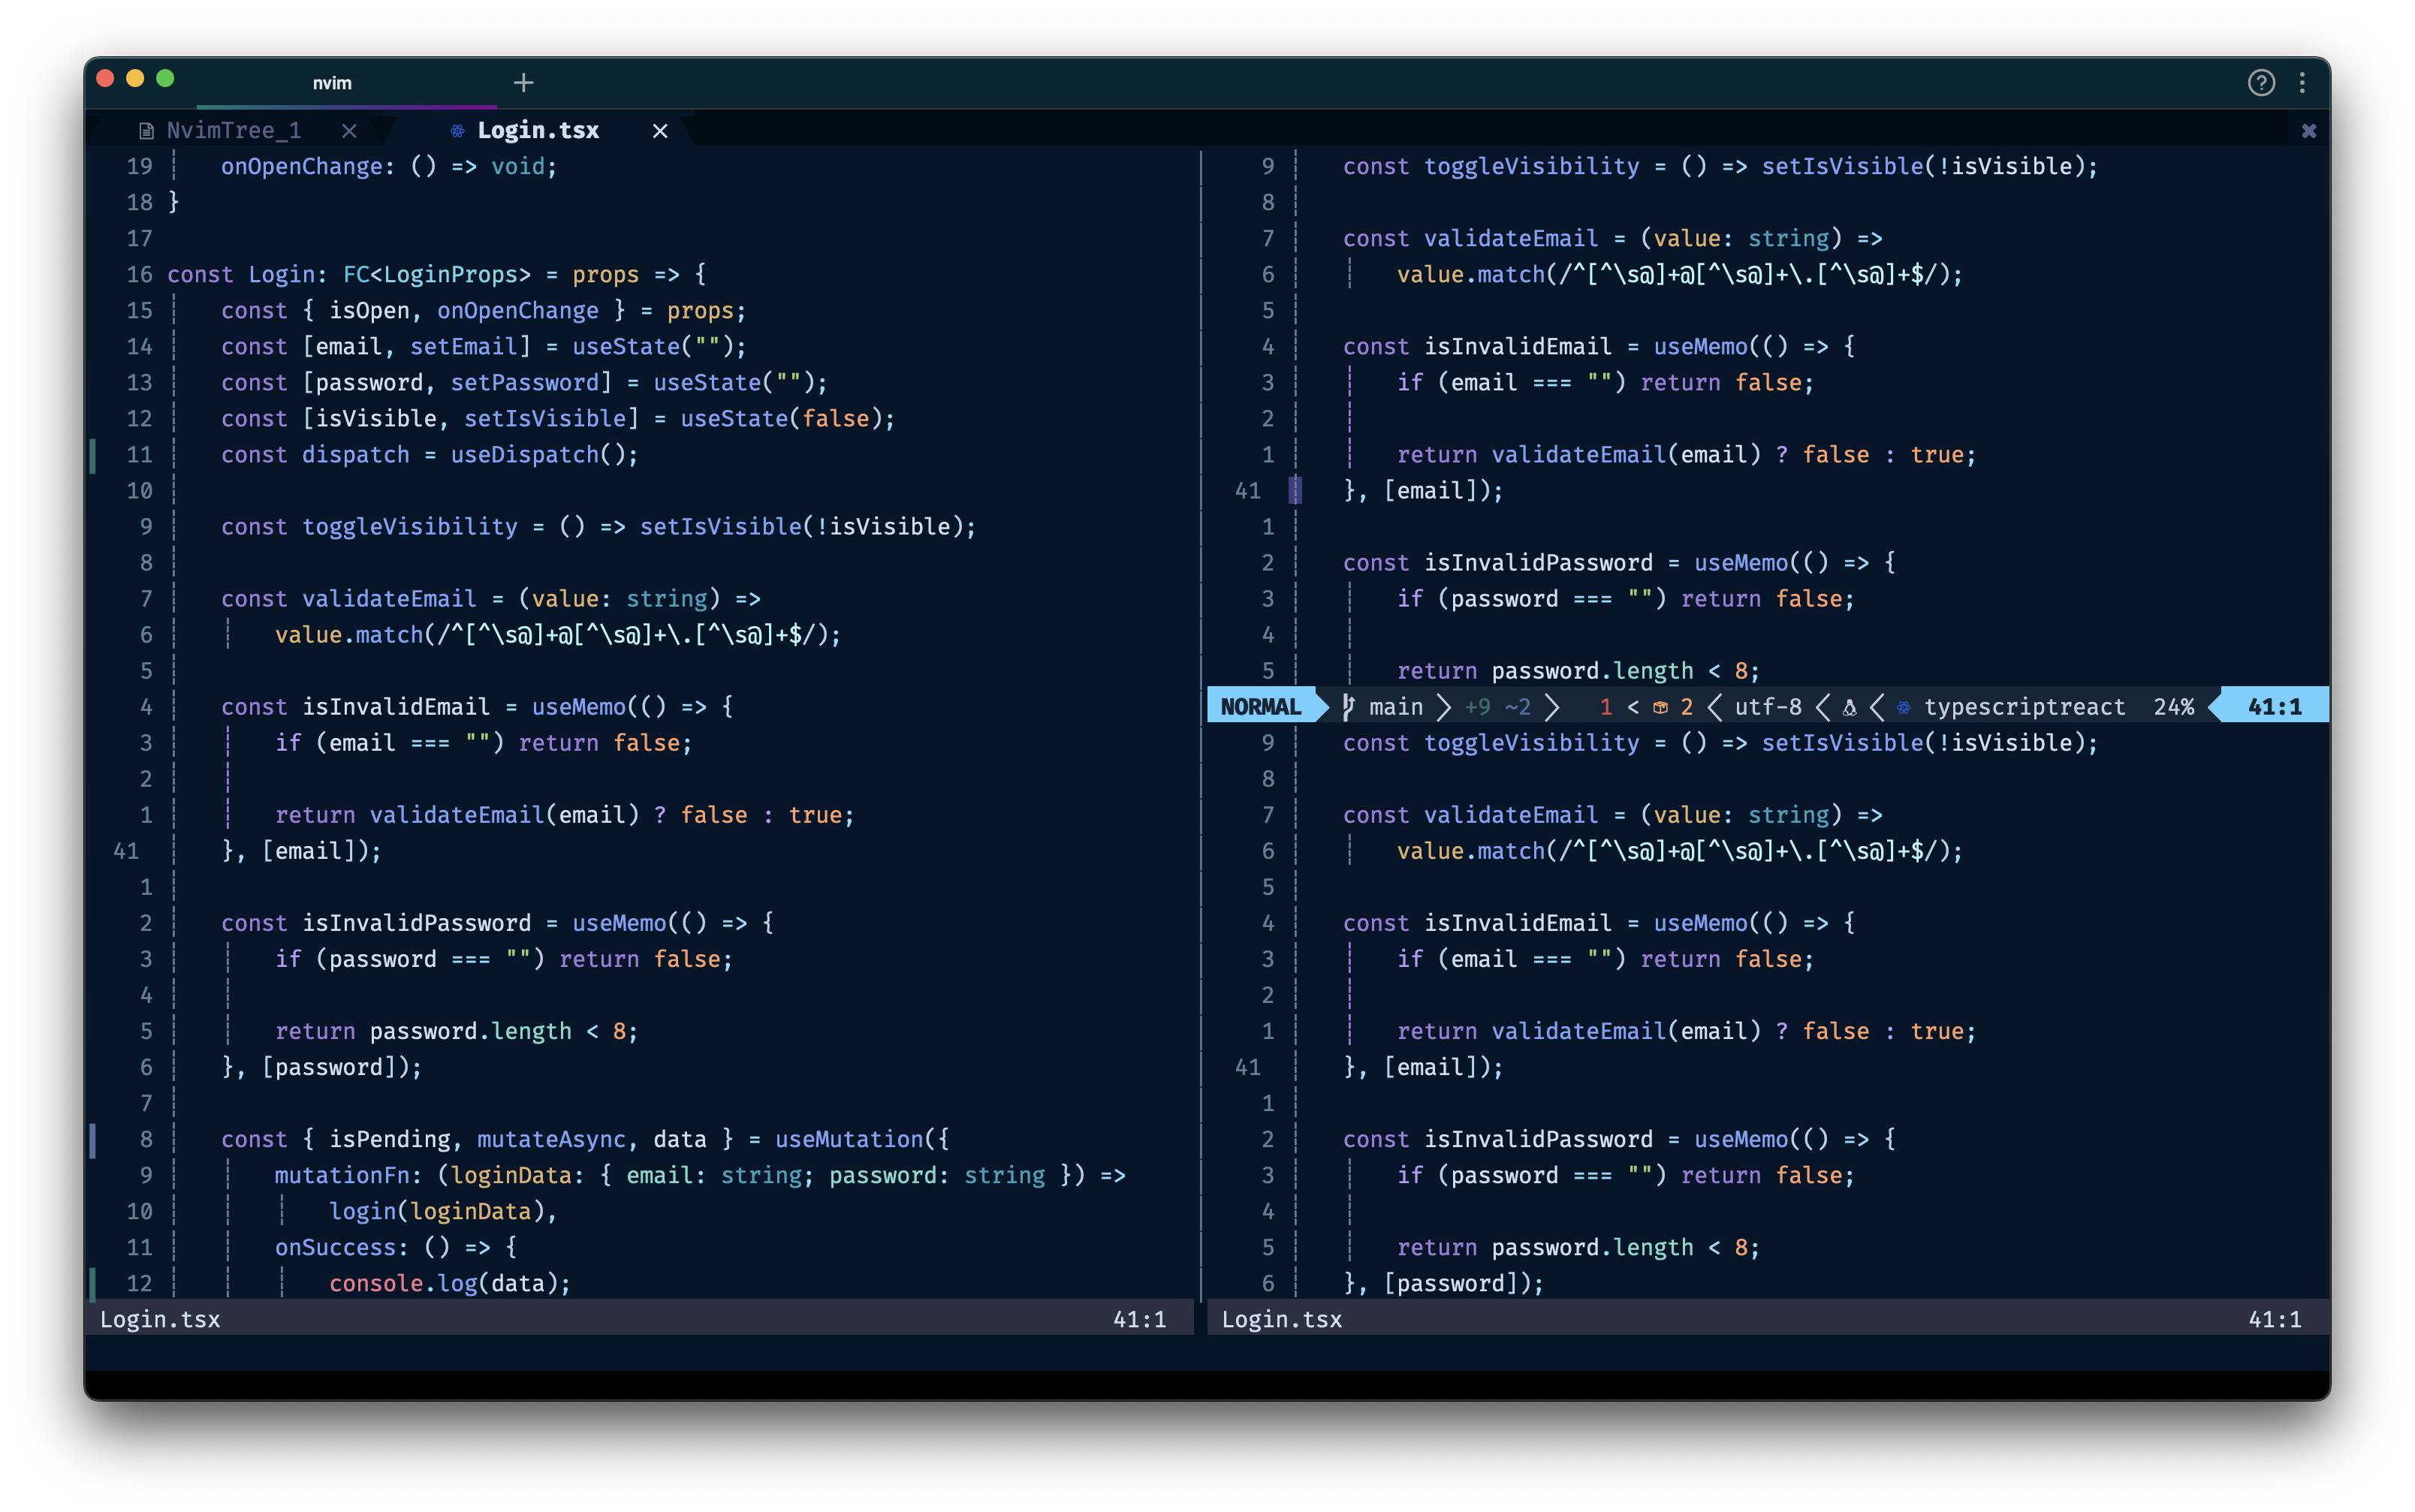 nvim
NvimTree_1 Login.tsx
19 onOpenChange: () => void;
18 }
17
16 const Login: FC<LoginProps> = props => {
15 const { isOpen, onOpenChange } = props;
14 const [email, setEmail] = useState("");
13 const [password, setPassword] = useState("");
12 const [isVisible, setIsVisible] = useState(false);
11 const dispatch = useDispatch();
10
9 const toggleVisibility = () => setIsVisible(!isVisible);
8
7 const validateEmail = (value: string) =>
6 value.match(/^[^\s@]+@[^\s@]+\.[^\s@]+$/);
5
4 const isInvalidEmail = useMemo(() => {
3 if (email === "") return false;
2
1 return validateEmail(email) ? false : true;
41 }, [email]);
1
2 const isInvalidPassword = useMemo(() => {
3 if (password === "") return false;
4
5 return password.length < 8;
6 }, [password]);
7
8 const { isPending, mutateAsync, data } = useMutation({
9 mutationFn: (loginData: { email: string; password: string }) =>
10 login(loginData),
11 onSuccess: () => {
12 console.log(data);
Login.tsx 41:1
9 const toggleVisibility = () => setIsVisible(!isVisible);
8
7 const validateEmail = (value: string) =>
6 value.match(/^[^\s@]+@[^\s@]+\.[^\s@]+$/);
5
4 const isInvalidEmail = useMemo(() => {
3 if (email === "") return false;
2
1 return validateEmail(email) ? false : true;
41 }, [email]);
1
2 const isInvalidPassword = useMemo(() => {
3 if (password === "") return false;
4
5 return password.length < 8;
NORMAL main +9 ~2 1 < 2 utf-8 typescriptreact 24% 41:1
9 const toggleVisibility = () => setIsVisible(!isVisible);
8
7 const validateEmail = (value: string) =>
6 value.match(/^[^\s@]+@[^\s@]+\.[^\s@]+$/);
5
4 const isInvalidEmail = useMemo(() => {
3 if (email === "") return false;
2
1 return validateEmail(email) ? false : true;
41 }, [email]);
1
2 const isInvalidPassword = useMemo(() => {
3 if (password === "") return false;
4
5 return password.length < 8;
6 }, [password]);
Login.tsx 41:1